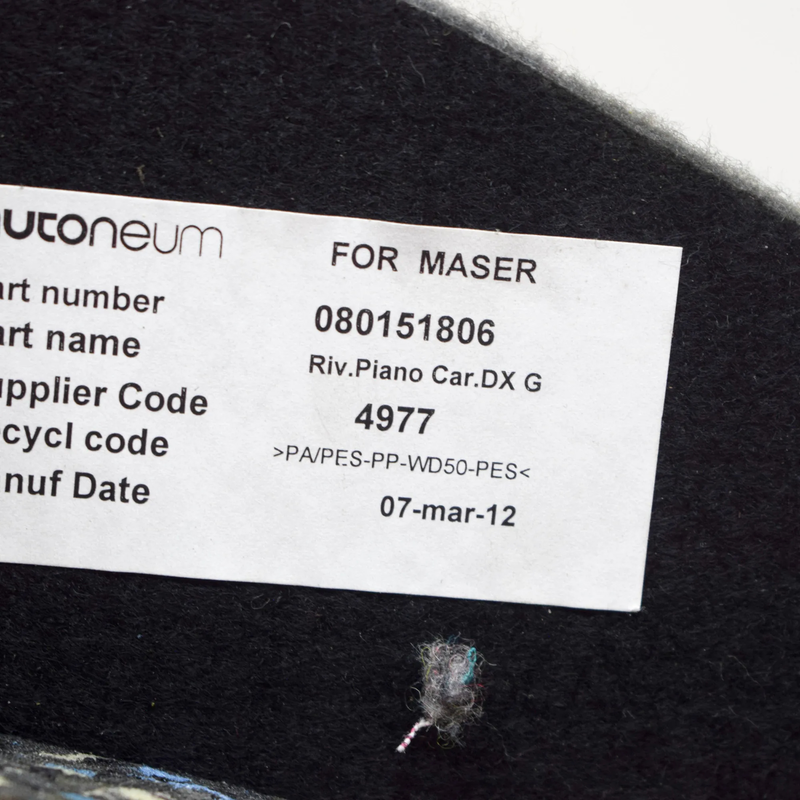 autoneum FOR MASER
art number 080151806
art name Riv.Piano Car.DX G
upplier Code 4977
cycl code >PA/PES-PP-WD50-PES<
nuf Date 07-mar-12